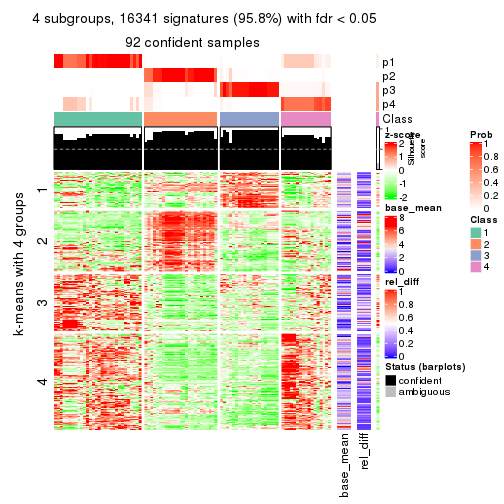 4 subgroups, 16341 signatures (95.8%) with fdr < 0.05
92 confident samples
p1
p2
p3
p4
Class
Silhouette
score
k-means with 4 groups
1
2
3
4
base_mean
rel_diff
z-score
2
1
0
-1
-2
base_mean
8
6
4
2
0
rel_diff
1
0.8
0.6
0.4
0.2
0
Status (barplots)
confident
ambiguous
Prob
1
0.8
0.6
0.4
0.2
0
Class
1
2
3
4